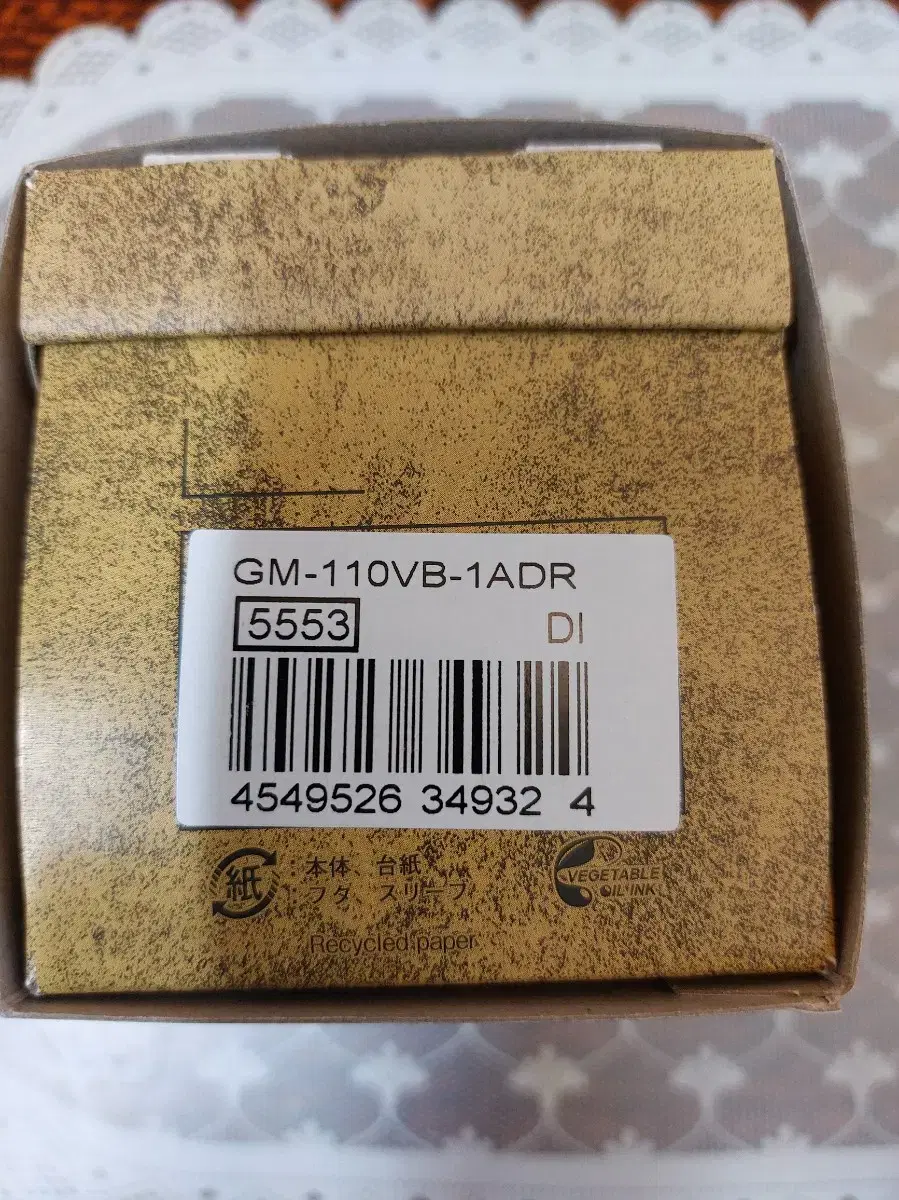 GM-110VB-1ADR
5553 DI
4549526 34932 4
紙 : 本体、台紙
フタ、スリーブ
VEGETABLE
OIL INK
Recycled paper